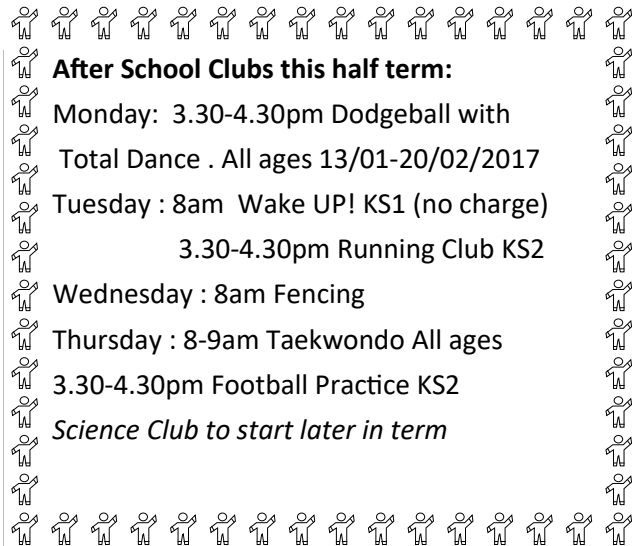 After School Clubs this half term:
Monday:  3.30-4.30pm Dodgeball with
Total Dance . All ages 13/01-20/02/2017
Tuesday : 8am  Wake UP! KS1 (no charge)
3.30-4.30pm Running Club KS2
Wednesday : 8am Fencing
Thursday : 8-9am Taekwondo All ages
3.30-4.30pm Football Practice KS2
Science Club to start later in term